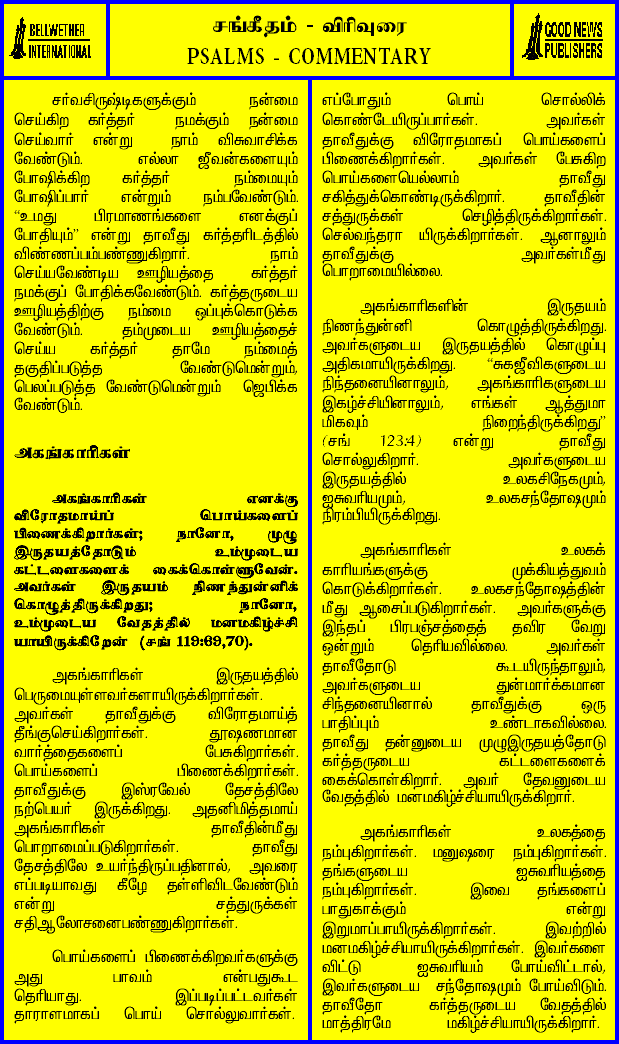 BELLWETHER
INTERNATIONAL
சங்கீதம் - விரிவுரை
PSALMS - COMMENTARY
GOOD NEWS
PUBLISHERS
சர்வசிருஷ்டிகளுக்கும் நன்மை
செய்கிற கர்த்தர் நமக்கும் நன்மை
செய்வார் என்று நாம் விசுவாசிக்க
வேண்டும். எல்லா ஜீவன்களையும்
போஷிக்கிற கர்த்தர் நம்மையும்
போஷிப்பார் என்றும் நம்பவேண்டும்.
“உமது பிரமாணங்களை எனக்குப்
போதியும்” என்று தாவீது கர்த்தரிடத்தில்
விண்ணப்பம்பண்ணுகிறார். நாம்
செய்யவேண்டிய ஊழியத்தை கர்த்தர்
நமக்குப் போதிக்கவேண்டும். கர்த்தருடைய
ஊழியத்திற்கு நம்மை ஒப்புக்கொடுக்க
வேண்டும். தம்முடைய ஊழியத்தைச்
செய்ய கர்த்தர் தாமே நம்மைத்
தகுதிப்படுத்த வேண்டுமென்றும்,
பெலப்படுத்த வேண்டுமென்றும் ஜெபிக்க
வேண்டும்.
அகங்காரிகள்
அகங்காரிகள் எனக்கு
விரோதமாய்ப் பொய்களைப்
பிணைக்கிறார்கள்; நானோ, முழு
இருதயத்தோடும் உம்முடைய
கட்டளைகளைக் கைக்கொள்ளுவேன்.
அவர்கள் இருதயம் நிணந்துன்னிக்
கொழுத்திருக்கிறது; நானோ,
உம்முடைய வேதத்தில் மனமகிழ்ச்சி
யாயிருக்கிறேன் (சங் 119:69,70).
அகங்காரிகள் இருதயத்தில்
பெருமையுள்ளவர்களாயிருக்கிறார்கள்.
அவர்கள் தாவீதுக்கு விரோதமாய்த்
தீங்குசெய்கிறார்கள். தூஷணமான
வார்த்தைகளைப் பேசுகிறார்கள்.
பொய்களைப் பிணைக்கிறார்கள்.
தாவீதுக்கு இஸ்ரவேல் தேசத்திலே
நற்பெயர் இருக்கிறது. அதனிமித்தமாய்
அகங்காரிகள் தாவீதின்மீது
பொறாமைப்படுகிறார்கள். தாவீது
தேசத்திலே உயர்ந்திருப்பதினால், அவரை
எப்படியாவது கீழே தள்ளிவிடவேண்டும்
என்று சத்துருக்கள்
சதிஆலோசனைபண்ணுகிறார்கள்.
பொய்களைப் பிணைக்கிறவர்களுக்கு
அது பாவம் என்பதுகூட
தெரியாது. இப்படிப்பட்டவர்கள்
தாராளமாகப் பொய் சொல்லுவார்கள்.
எப்போதும் பொய் சொல்லிக்
கொண்டேயிருப்பார்கள். அவர்கள்
தாவீதுக்கு விரோதமாகப் பொய்களைப்
பிணைக்கிறார்கள். அவர்கள் பேசுகிற
பொய்களையெல்லாம் தாவீது
சகித்துக்கொண்டிருக்கிறார். தாவீதின்
சத்துருக்கள் செழித்திருக்கிறார்கள்.
செல்வந்தரா யிருக்கிறார்கள். ஆனாலும்
தாவீதுக்கு அவர்கள்மீது
பொறாமையில்லை.
அகங்காரிகளின் இருதயம்
நிணந்துன்னி கொழுத்திருக்கிறது.
அவர்களுடைய இருதயத்தில் கொழுப்பு
அதிகமாயிருக்கிறது. “சுகஜீவிகளுடைய
நிந்தனையினாலும், அகங்காரிகளுடைய
இகழ்ச்சியினாலும், எங்கள் ஆத்துமா
மிகவும் நிறைந்திருக்கிறது”
(சங் 123:4) என்று தாவீது
சொல்லுகிறார். அவர்களுடைய
இருதயத்தில் உலகசிநேகமும்,
ஐசுவரியமும், உலகசந்தோஷமும்
நிரம்பியிருக்கிறது.
அகங்காரிகள் உலகக்
காரியங்களுக்கு முக்கியத்துவம்
கொடுக்கிறார்கள். உலகசந்தோஷத்தின்
மீது ஆசைப்படுகிறார்கள். அவர்களுக்கு
இந்தப் பிரபஞ்சத்தைத் தவிர வேறு
ஒன்றும் தெரியவில்லை. அவர்கள்
தாவீதோடு கூடயிருந்தாலும்,
அவர்களுடைய துன்மார்க்கமான
சிந்தனையினால் தாவீதுக்கு ஒரு
பாதிப்பும் உண்டாகவில்லை.
தாவீது தன்னுடைய முழுஇருதயத்தோடு
கர்த்தருடைய கட்டளைகளைக்
கைக்கொள்கிறார். அவர் தேவனுடைய
வேதத்தில் மனமகிழ்ச்சியாயிருக்கிறார்.
அகங்காரிகள் உலகத்தை
நம்புகிறார்கள். மனுஷரை நம்புகிறார்கள்.
தங்களுடைய ஐசுவரியத்தை
நம்புகிறார்கள். இவை தங்களைப்
பாதுகாக்கும் என்று
இறுமாப்பாயிருக்கிறார்கள். இவற்றில்
மனமகிழ்ச்சியாயிருக்கிறார்கள். இவர்களை
விட்டு ஐசுவரியம் போய்விட்டால்,
இவர்களுடைய சந்தோஷமும் போய்விடும்.
தாவீதோ கர்த்தருடைய வேதத்தில்
மாத்திரமே மகிழ்ச்சியாயிருக்கிறார்.